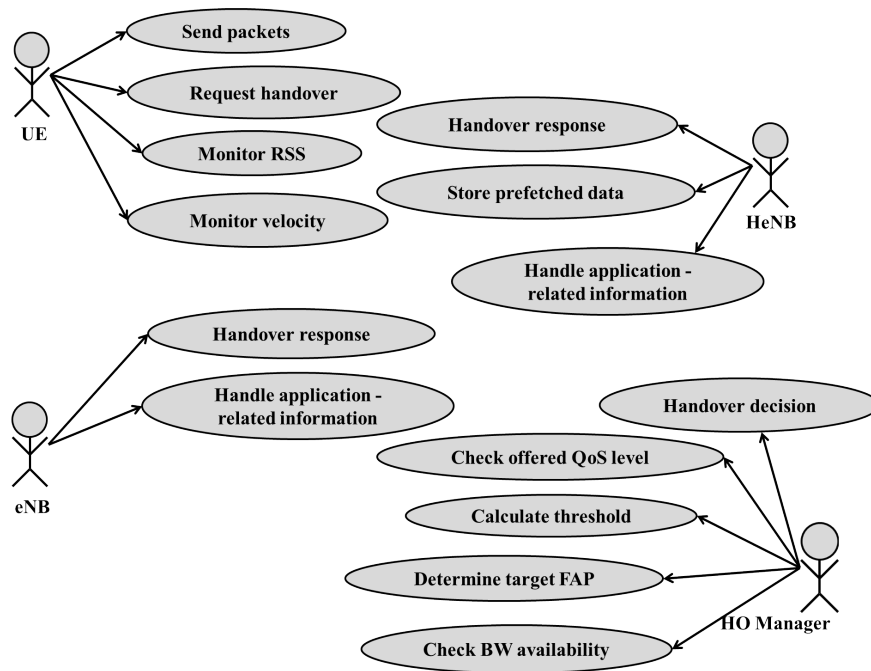 Send packets
Request handover
UE
Monitor RSS
Monitor velocity
Handover response
Store prefetched data
HeNB
Handle application -
related information
Handover response
Handle application -
related information
eNB
Handover decision
Check offered QoS level
Calculate threshold
Determine target FAP
HO Manager
Check BW availability